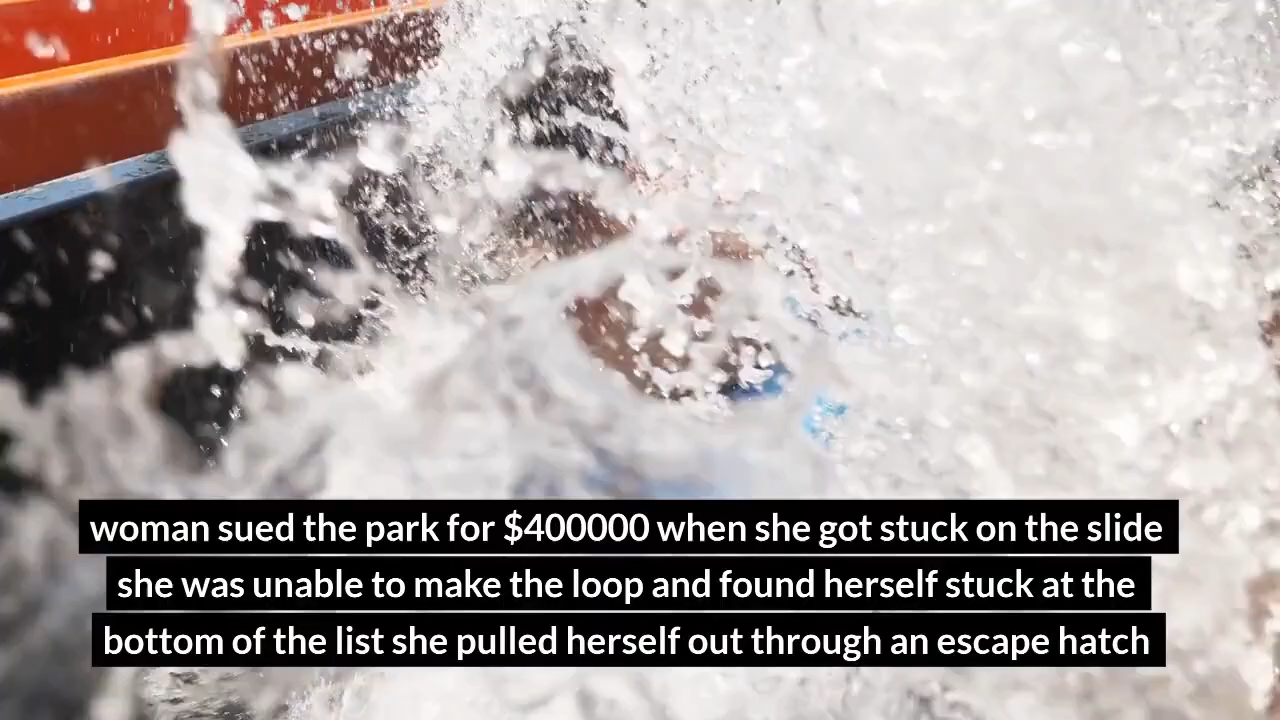 woman sued the park for $400000 when she got stuck on the slide
she was unable to make the loop and found herself stuck at the
bottom of the list she pulled herself out through an escape hatch